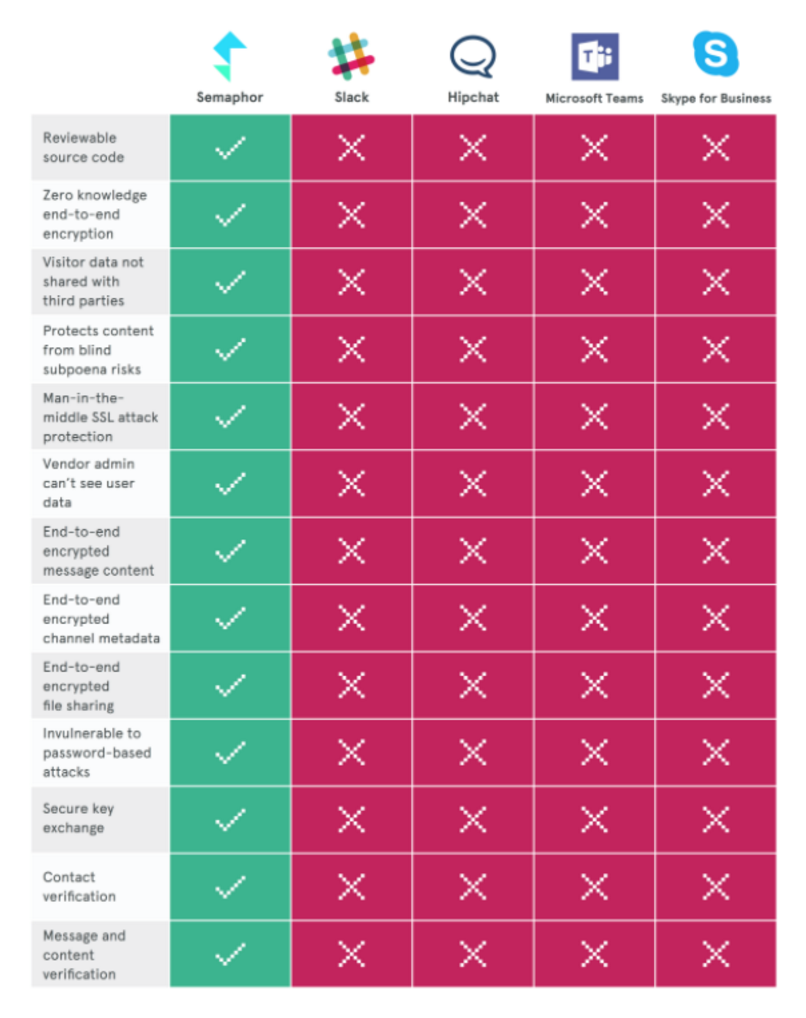 Semaphor Slack Hipchat Microsoft Teams Skype for Business
Reviewable
source code
Zero knowledge
end-to-end
encryption
Visitor data not
shared with
third parties
Protects content
from blind
subpoena risks
Man-in-the-
middle SSL attack
protection
Vendor admin
can't see user
data
End-to-end
encrypted
message content
End-to-end
encrypted
channel metadata
End-to-end
encrypted
file sharing
Invulnerable to
password-based
attacks
Secure key
exchange
Contact
verification
Message and
content
verification